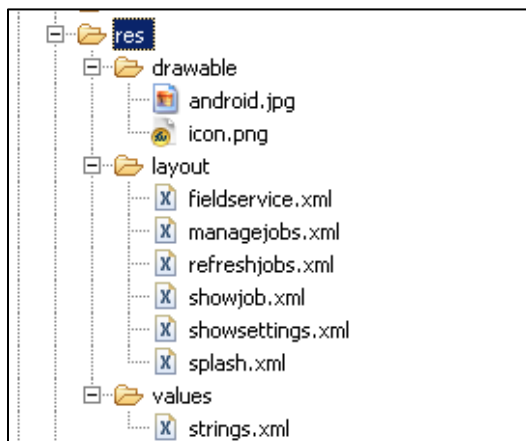 res
drawable
android.jpg
icon.png
layout
fieldservice.xml
managejobs.xml
refreshjobs.xml
showjob.xml
showsettings.xml
splash.xml
values
strings.xml